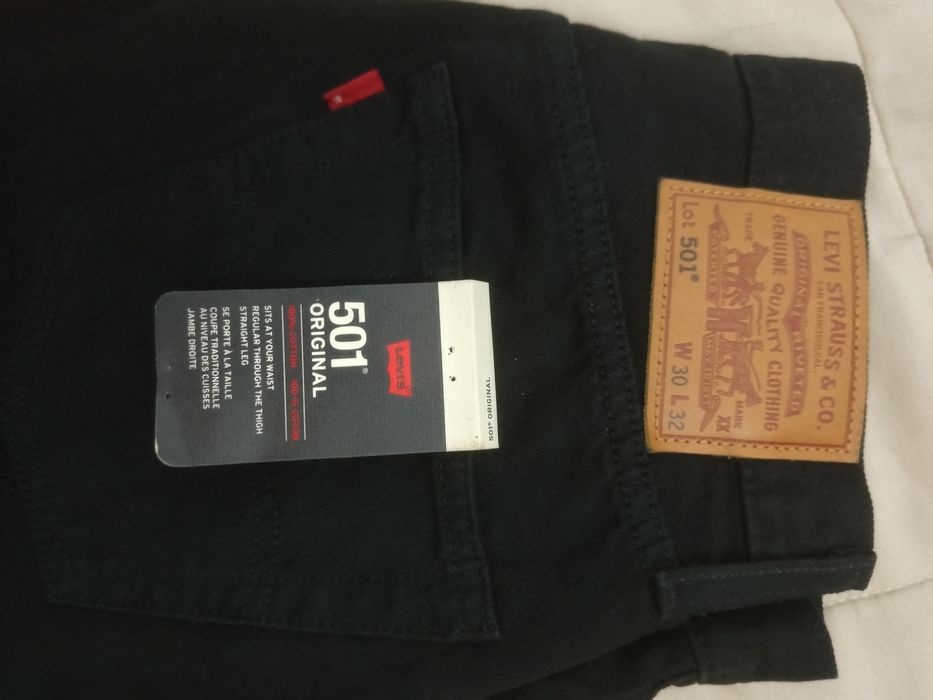 LEVI STRAUSS & CO.
SAN FRANCISCO, CAL.
ORIGINAL RIVETED
GENUINE QUALITY CLOTHING
TRADE MARK
PATENTED
XX
Lot 501®
W 30 L 32
501® ORIGINAL
Levi's
501®
ORIGINAL
100% COTTON 100 % COTON
SITS AT YOUR WAIST
REGULAR THROUGH THE THIGH
STRAIGHT LEG
SE PORTE À LA TAILLE
COUPE TRADITIONNELLE
AU NIVEAU DES CUISSES
JAMBE DROITE
®